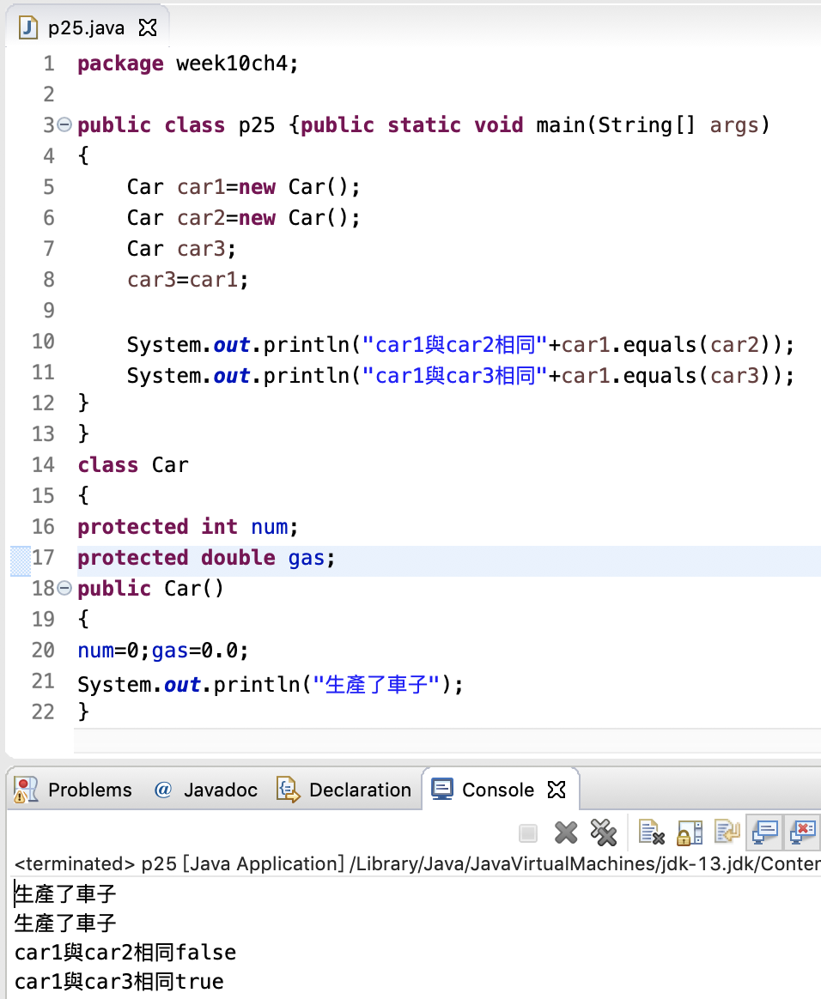 p25.java
1 package week10ch4;
2
3 public class p25 {public static void main(String[] args)
4 {
5 Car car1=new Car();
6 Car car2=new Car();
7 Car car3;
8 car3=car1;
9
10 System.out.println("car1與car2相同"+car1.equals(car2));
11 System.out.println("car1與car3相同"+car1.equals(car3));
12 }
13 }
14 class Car
15 {
16 protected int num;
17 protected double gas;
18 public Car()
19 {
20 num=0;gas=0.0;
21 System.out.println("生產了車子");
22 }
Problems @ Javadoc Declaration Console
<terminated> p25 [Java Application] /Library/Java/JavaVirtualMachines/jdk-13.jdk/Conter
生產了車子
生產了車子
car1與car2相同false
car1與car3相同true